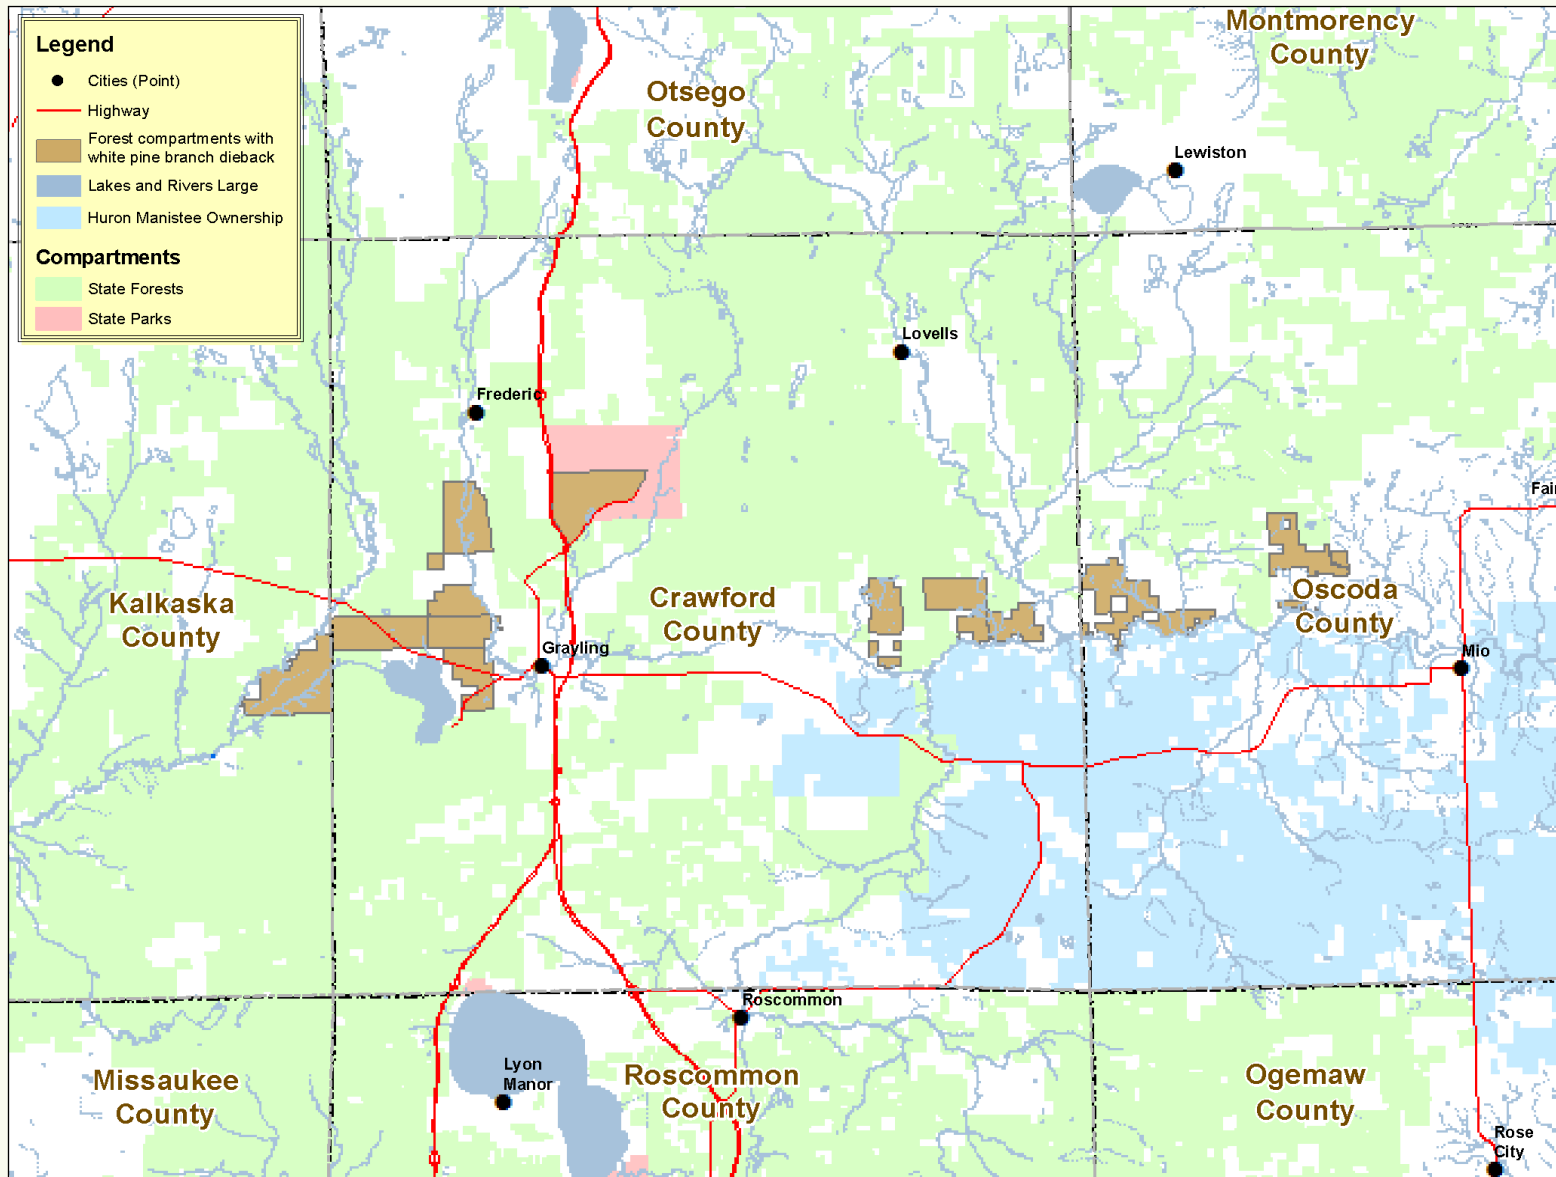 Legend
Cities (Point)
Highway
Forest compartments with
white pine branch dieback
Lakes and Rivers Large
Huron Manistee Ownership
Compartments
State Forests
State Parks
Montmorency
County
Otsego
County
Lewiston
Lovells
Frederic
Fair
Kalkaska
County
Crawford
County
Oscoda
County
Grayling
Mio
Roscommon
Lyon
Manor
Missaukee
County
Roscommon
County
Ogemaw
County
Rose
City